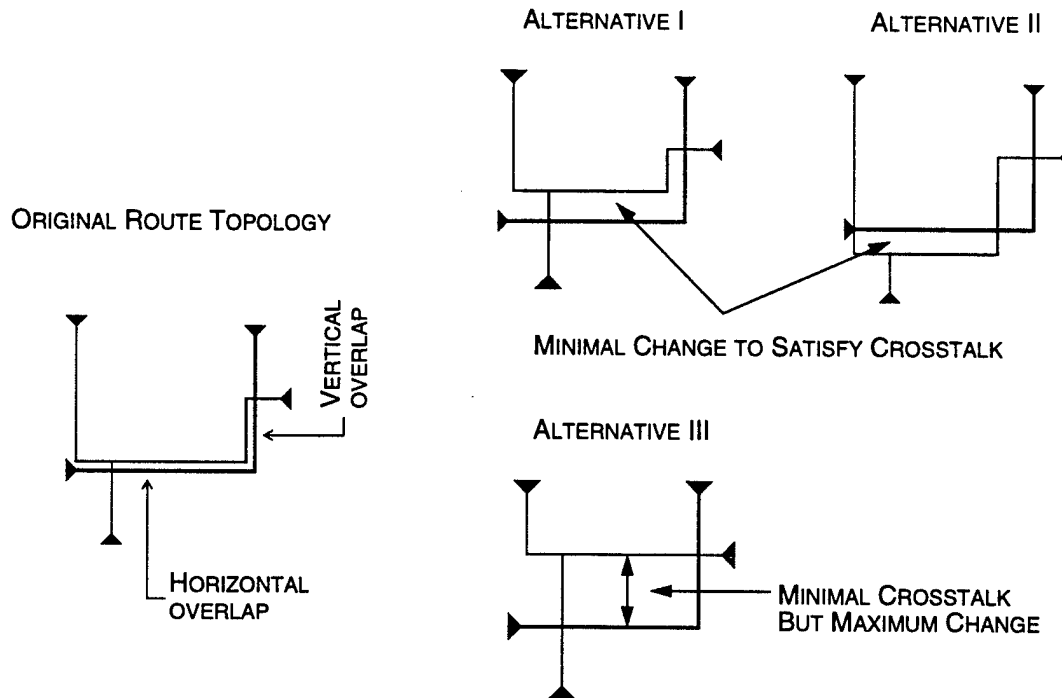 ALTERNATIVE I
ALTERNATIVE II
ORIGINAL ROUTE TOPOLOGY
VERTICAL
OVERLAP
MINIMAL CHANGE TO SATISFY CROSSTALK
HORIZONTAL
OVERLAP
ALTERNATIVE III
MINIMAL CROSSTALK
BUT MAXIMUM CHANGE